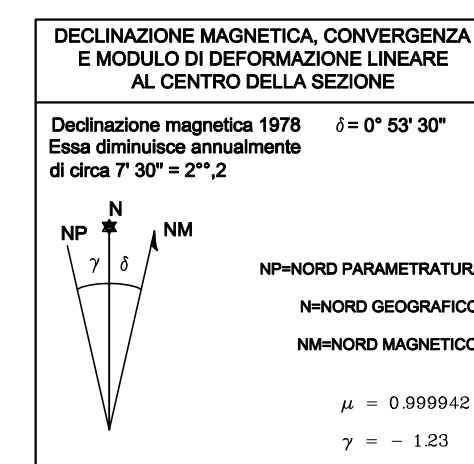 DECLINAZIONE MAGNETICA, CONVERGENZA
E MODULO DI DEFORMAZIONE LINEARE
AL CENTRO DELLA SEZIONE
Declinazione magnetica 1978 δ= 0° 53' 30"
Essa diminuisce annualmente
di circa 7' 30" = 2°°,2
N
NP NM
γ δ
NP=NORD PARAMETRATURA
N=NORD GEOGRAFICO
NM=NORD MAGNETICO
μ = 0.999942
γ = - 1.23